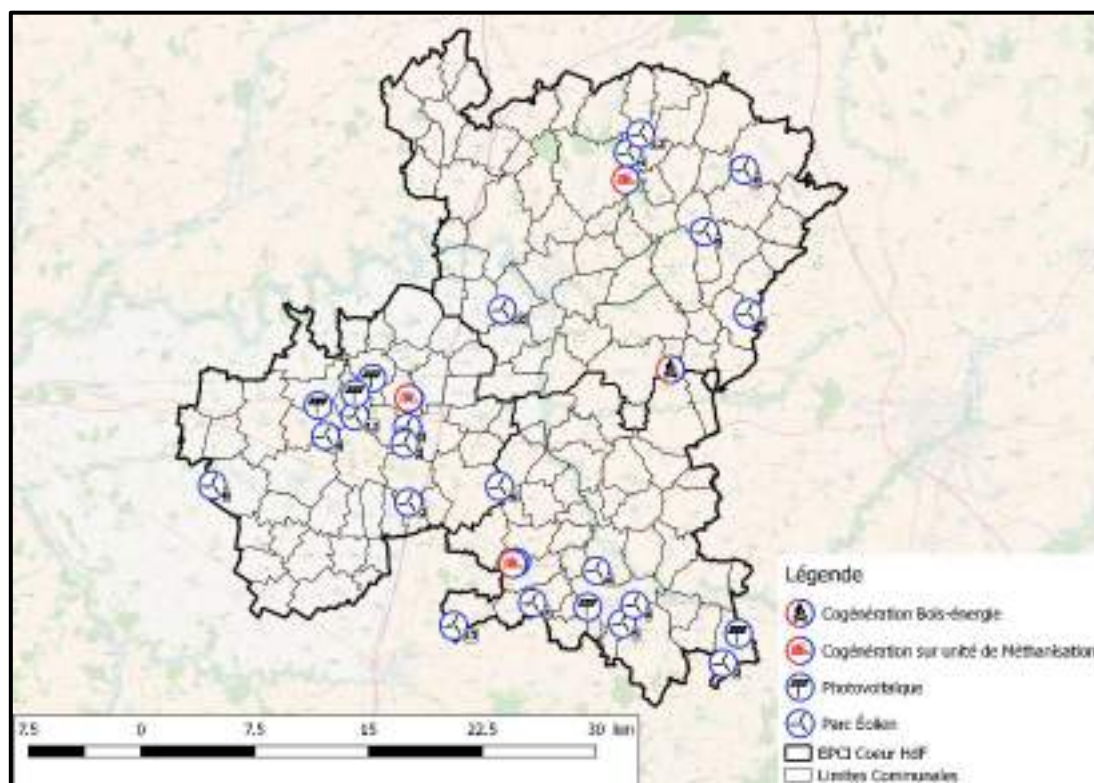 Légende
Cogénération Bois-énergie
Cogénération sur unité de Méthanisation
Photovoltaïque
Parc Éolien
EPCI Coeur HdF
Limites Communales
7.5 0 7.5 15 22.5 30 km